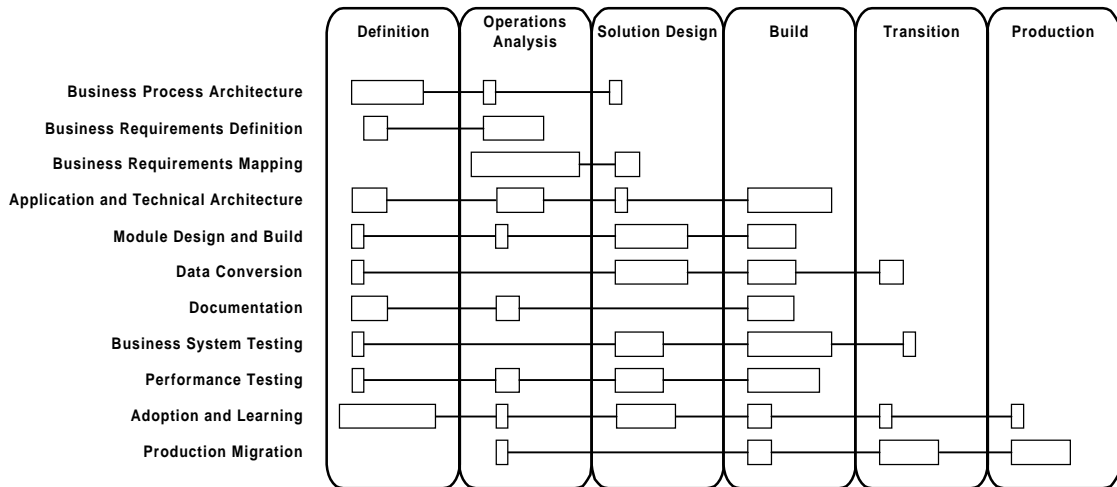 Definition
Operations
Analysis
Solution Design
Build
Transition
Production
Business Process Architecture
Business Requirements Definition
Business Requirements Mapping
Application and Technical Architecture
Module Design and Build
Data Conversion
Documentation
Business System Testing
Performance Testing
Adoption and Learning
Production Migration